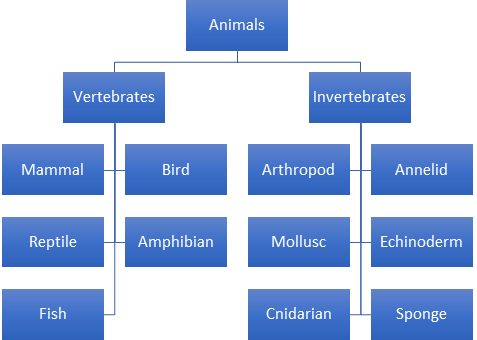 Animals
Vertebrates
Invertebrates
Mammal
Bird
Arthropod
Annelid
Reptile
Amphibian
Mollusc
Echinoderm
Fish
Cnidarian
Sponge